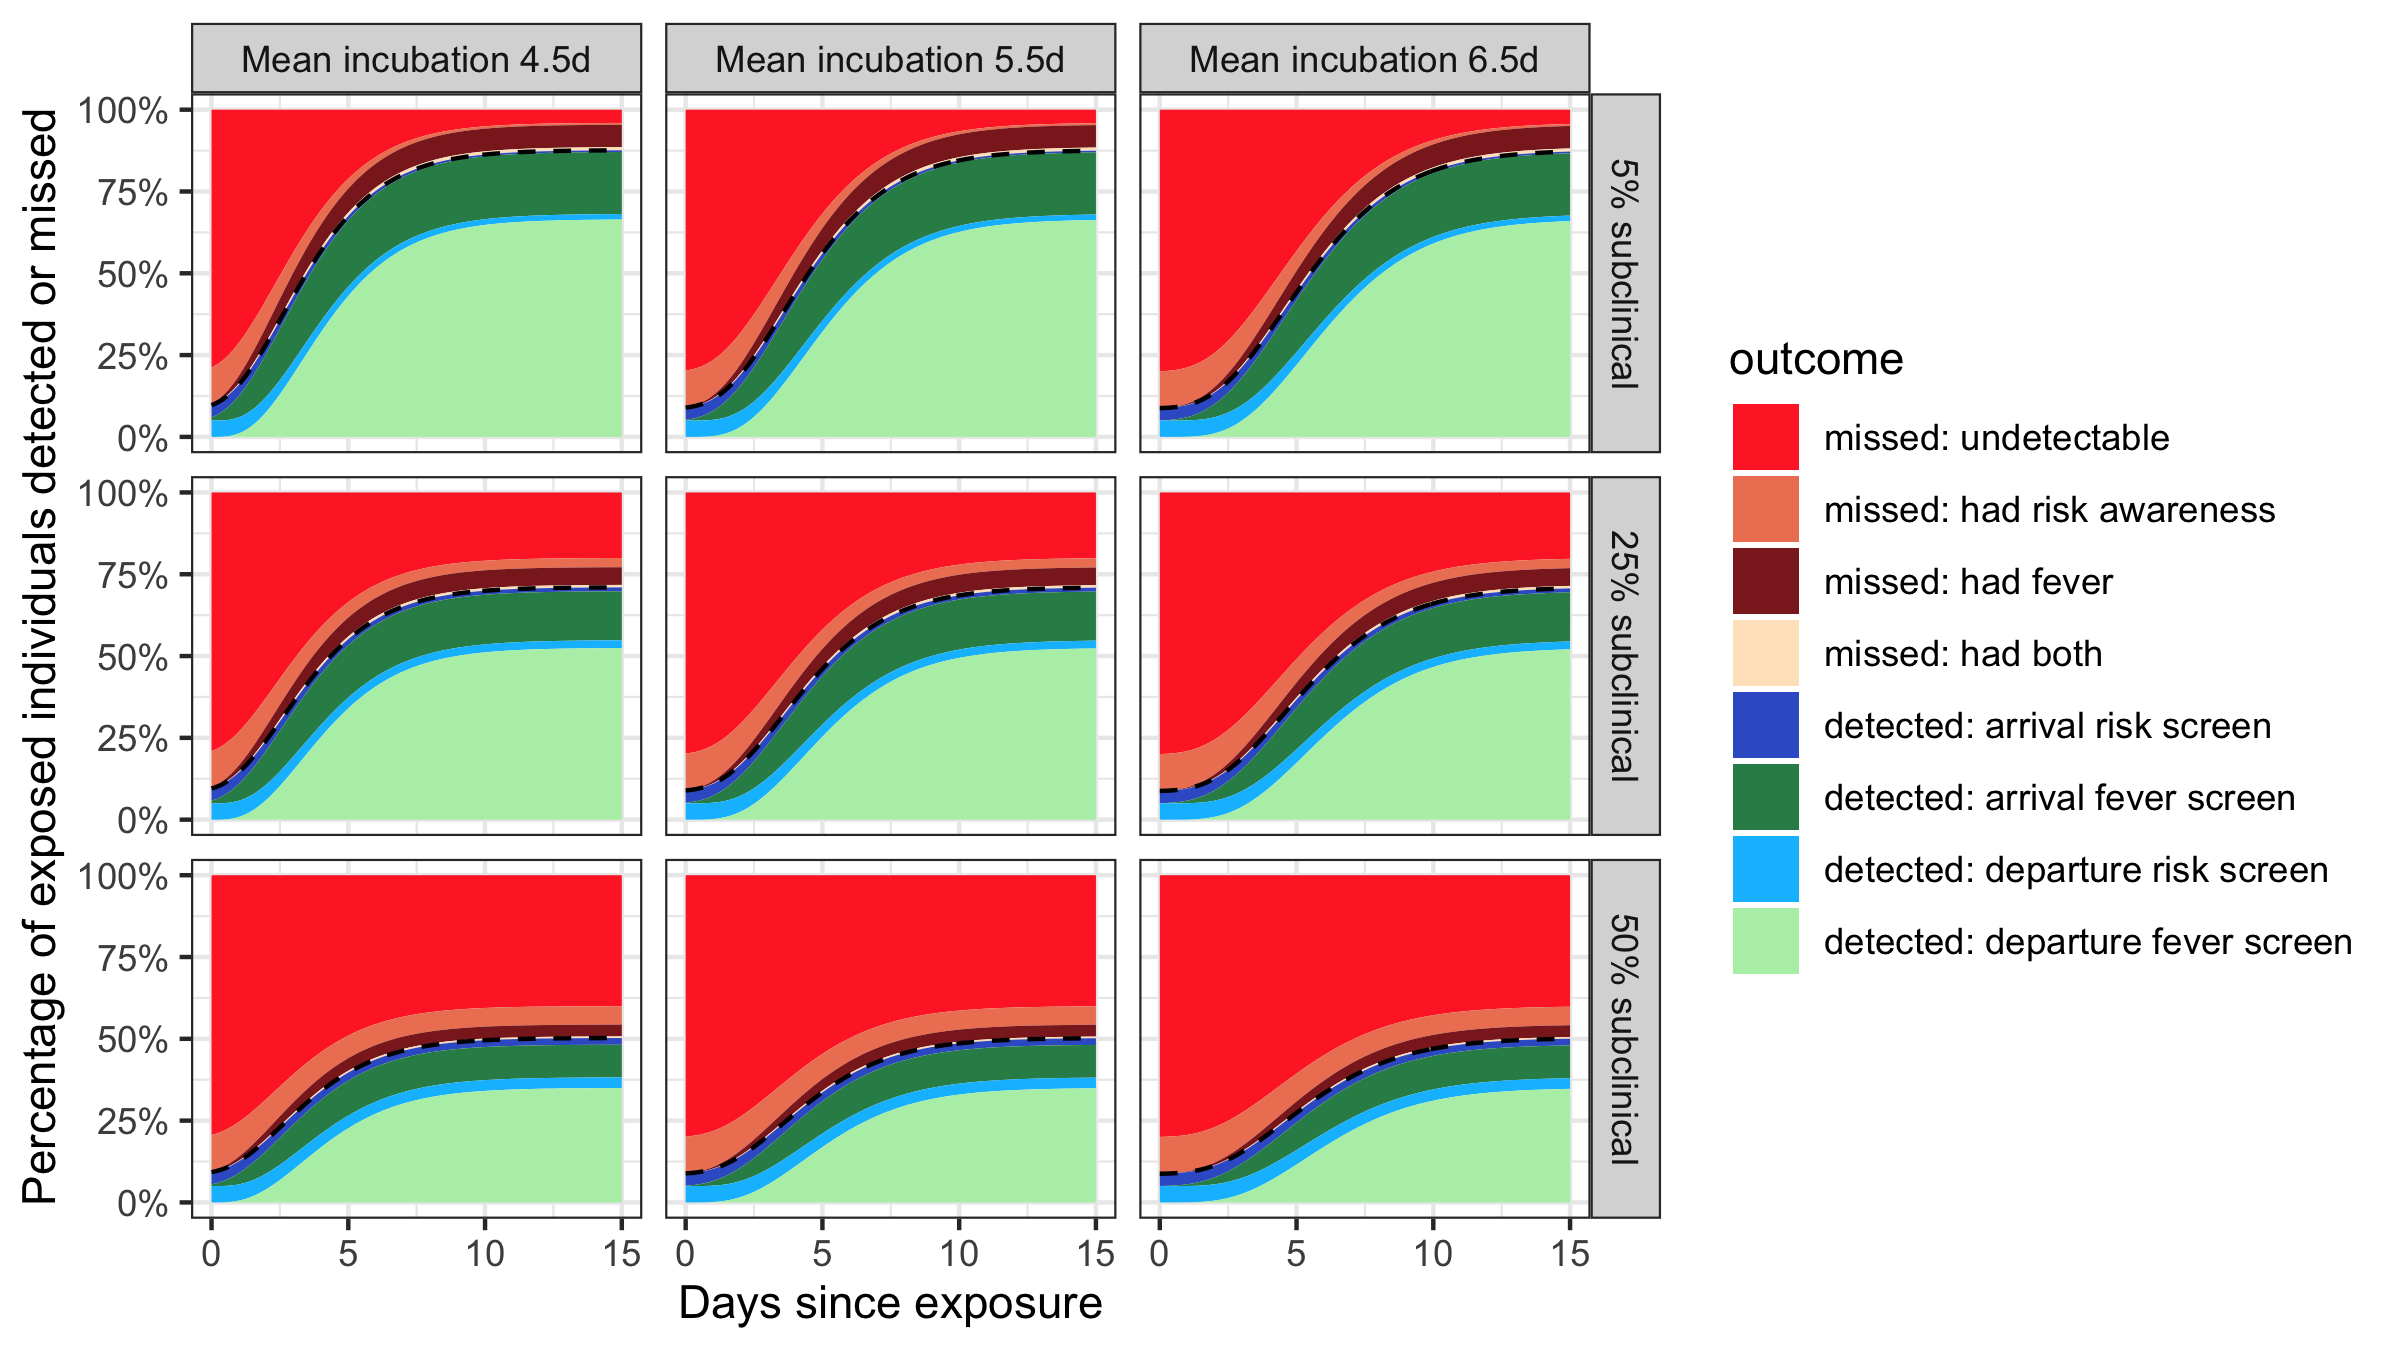 Mean incubation 4.5d
Mean incubation 5.5d
Mean incubation 6.5d
Percentage of exposed individuals detected or missed
100%
75%
50%
25%
0%
5% subclinical
100%
75%
50%
25%
0%
25% subclinical
100%
75%
50%
25%
0%
50% subclinical
0 5 10 15
0 5 10 15
0 5 10 15
Days since exposure
outcome
missed: undetectable
missed: had risk awareness
missed: had fever
missed: had both
detected: arrival risk screen
detected: arrival fever screen
detected: departure risk screen
detected: departure fever screen